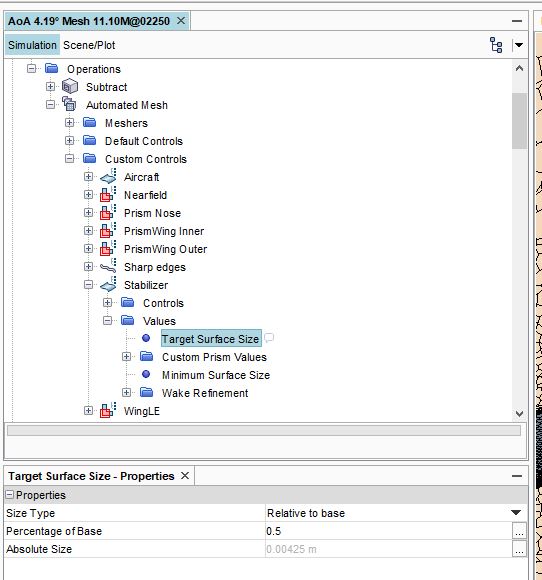 AoA 4.19° Mesh 11.10M@02250
Simulation Scene/Plot
Operations
Subtract
Automated Mesh
Meshers
Default Controls
Custom Controls
Aircraft
Nearfield
Prism Nose
PrismWing Inner
PrismWing Outer
Sharp edges
Stabilizer
Controls
Values
Target Surface Size
Custom Prism Values
Minimum Surface Size
Wake Refinement
WingLE
Target Surface Size - Properties
Properties
Size Type Relative to base
Percentage of Base 0.5 ...
Absolute Size 0.00425 m ...